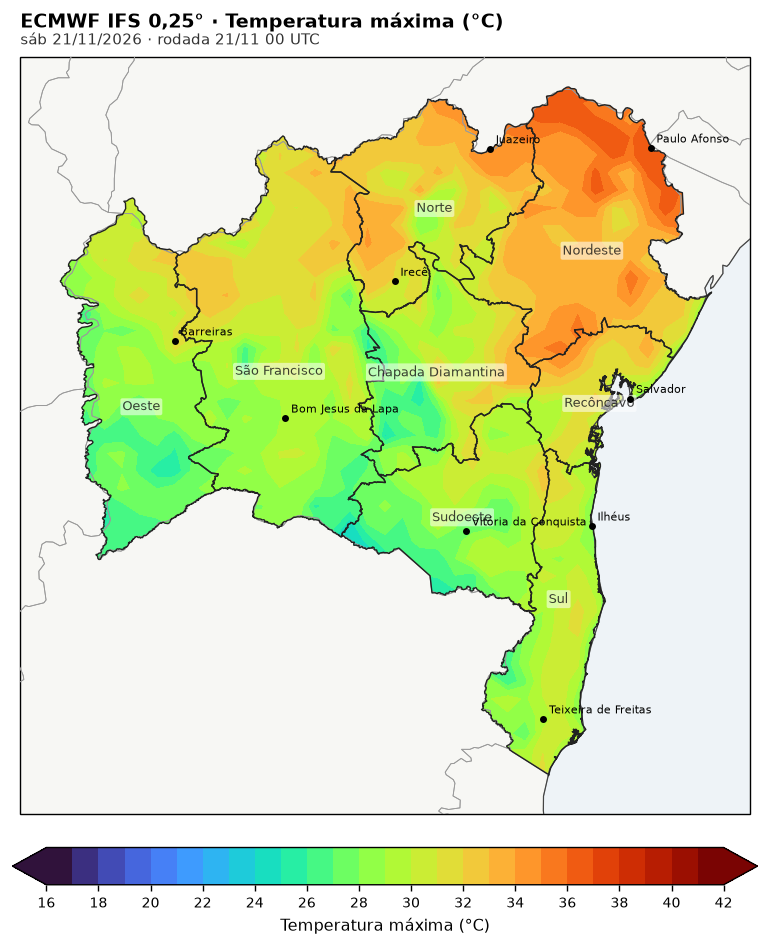 ECMWF IFS 0,25° · Temperatura máxima (°C)
sáb 21/11/2026 · rodada 21/11 00 UTC
Juazeiro
Paulo Afonso
Norte
Nordeste
Irecê
Barreiras
São Francisco
Chapada Diamantina
Salvador
Oeste
Recôncavo
Bom Jesus da Lapa
Sudoeste
Vitória da Conquista
Ilhéus
Sul
Teixeira de Freitas
16 18 20 22 24 26 28 30 32 34 36 38 40 42
Temperatura máxima (°C)